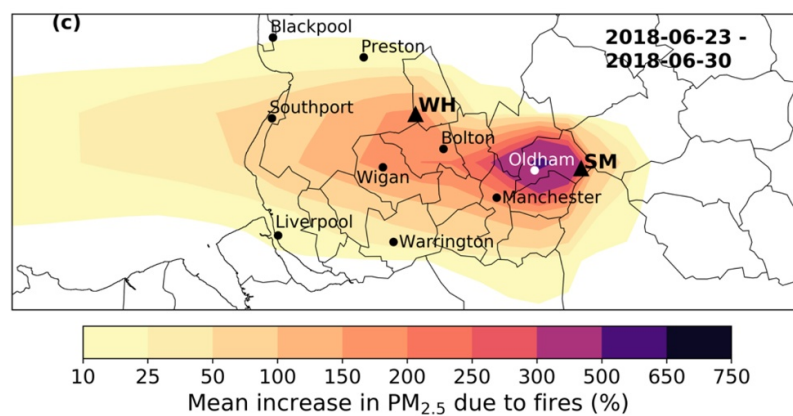 (c)
Blackpool
2018-06-23 -
2018-06-30
Preston
Southport
WH
Bolton
Oldham
SM
Wigan
Manchester
Liverpool
Warrington
10 25 50 100 150 200 250 300 500 650 750
Mean increase in PM2.5 due to fires (%)